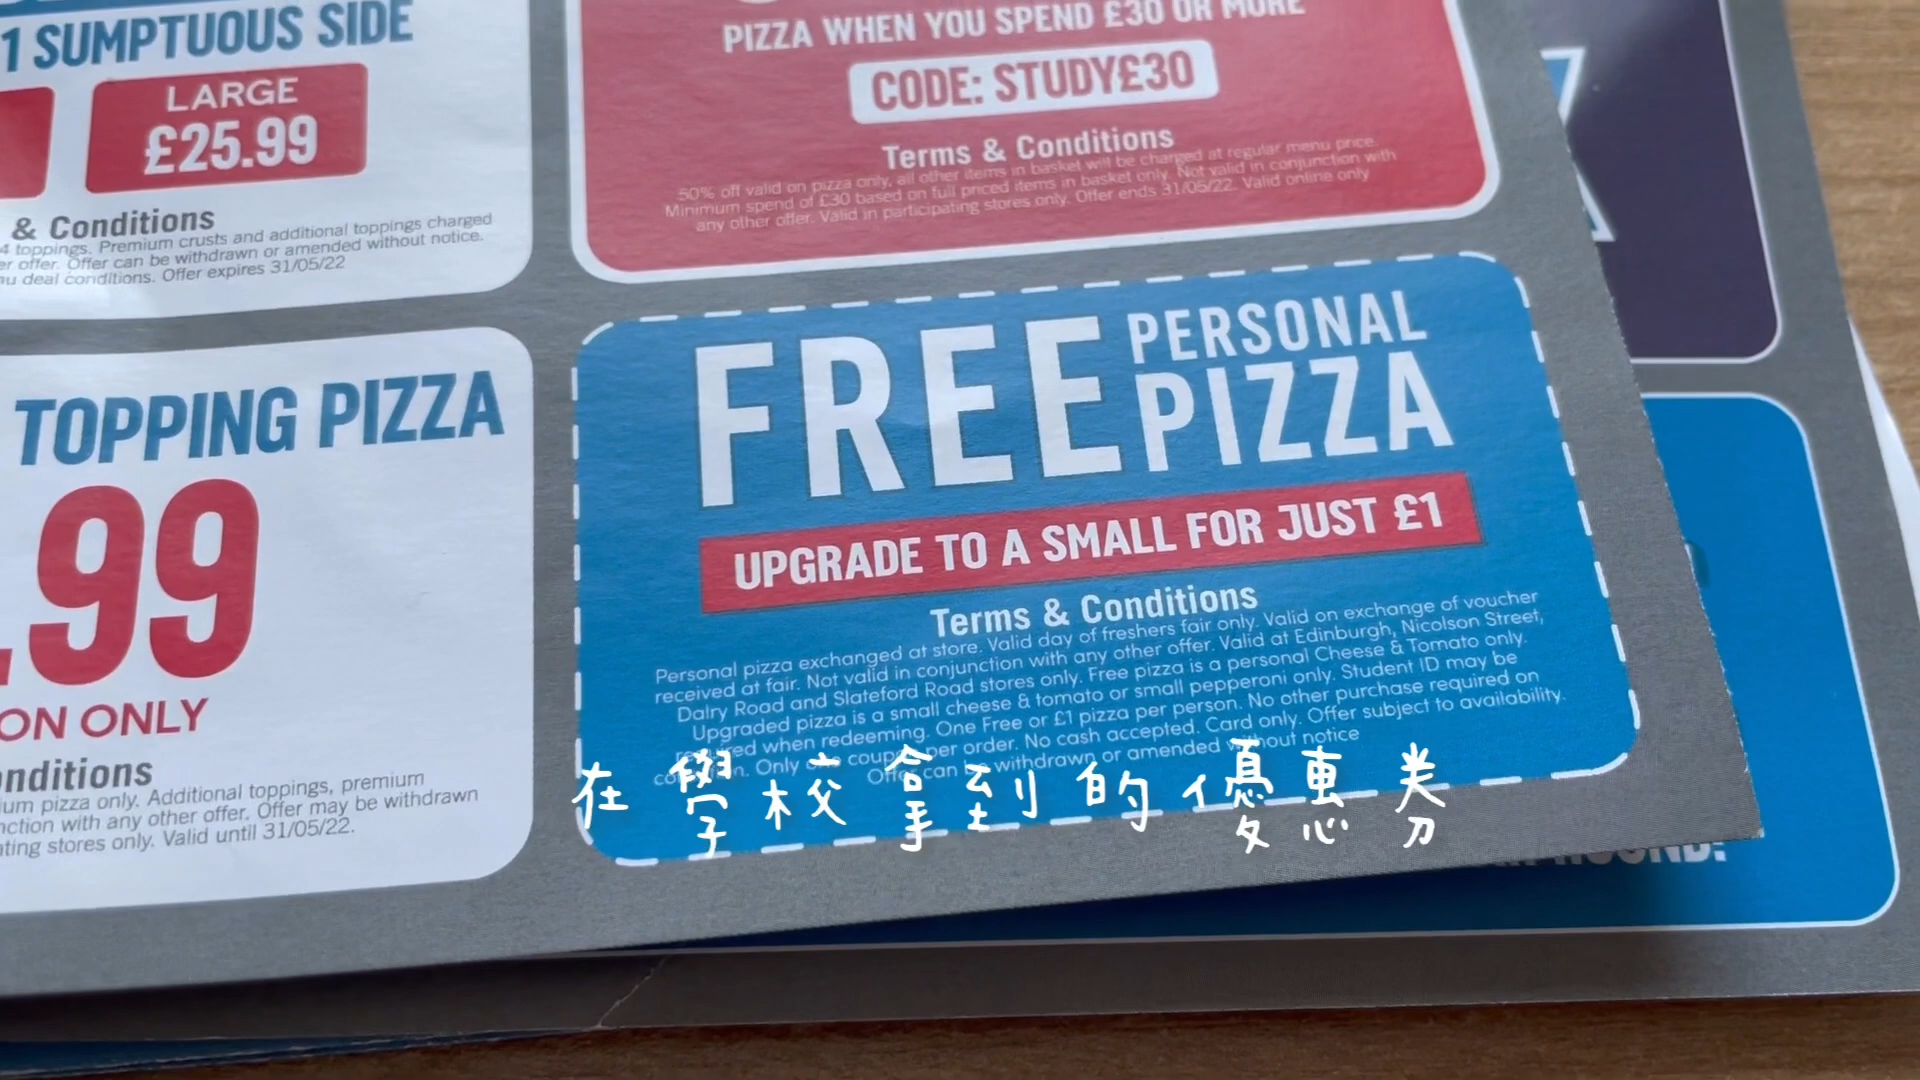 1 SUMPTUOUS SIDE
LARGE
£25.99
& Conditions
4 toppings. Premium crusts and additional toppings charged
er offer. Offer can be withdrawn or amended without notice.
deal conditions. Offer expires 31/05/22
PIZZA WHEN YOU SPEND £30 OR MORE
CODE: STUDY£30
Terms & Conditions
50% off valid on pizza only, all other items in basket will be charged at regular menu price.
Minimum spend of £30 based on full priced items in basket only. Not valid in conjunction with
any other offer. Valid in participating stores only. Offer ends 31/05/22. Valid online only
TOPPING PIZZA
.99
ON ONLY
nditions
ium pizza only. Additional toppings, premium
nction with any other offer. Offer may be withdrawn
ating stores only. Valid until 31/05/22.
FREE PERSONAL
PIZZA
UPGRADE TO A SMALL FOR JUST £1
Terms & Conditions
Personal pizza exchanged at store. Valid day of freshers fair only. Valid on exchange of voucher
received at fair. Not valid in conjunction with any other offer. Valid at Edinburgh, Nicolson Street,
Dalry Road and Slateford Road stores only. Free pizza is a personal Cheese & Tomato only.
Upgraded pizza is a small cheese & tomato or small pepperoni only. Student ID may be
required when redeeming. One Free or £1 pizza per person. No other purchase required on
Only one coupon per order. No cash accepted. Card only. Offer subject to availability.
Offer can be withdrawn or amended without notice
在學校拿到的優惠券